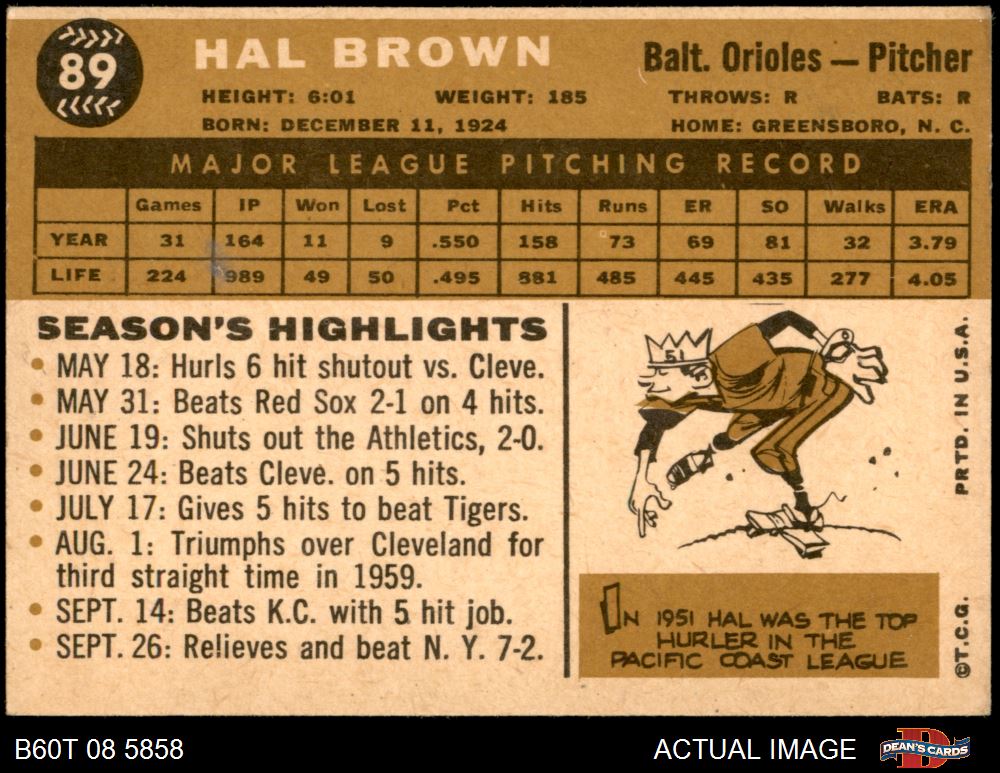 89
HAL BROWN
Balt. Orioles — Pitcher
HEIGHT: 6:01 WEIGHT: 185 THROWS: R BATS: R
BORN: DECEMBER 11, 1924 HOME: GREENSBORO, N. C.
MAJOR LEAGUE PITCHING RECORD
Games IP Won Lost Pct Hits Runs ER SO Walks ERA
YEAR 31 164 11 9 .550 158 73 69 81 32 3.79
LIFE 224 989 49 50 .495 881 485 445 435 277 4.05
SEASON'S HIGHLIGHTS
• MAY 18: Hurls 6 hit shutout vs. Cleve.
• MAY 31: Beats Red Sox 2-1 on 4 hits.
• JUNE 19: Shuts out the Athletics, 2-0.
• JUNE 24: Beats Cleve. on 5 hits.
• JULY 17: Gives 5 hits to beat Tigers.
• AUG. 1: Triumphs over Cleveland for
third straight time in 1959.
• SEPT. 14: Beats K.C. with 5 hit job.
• SEPT. 26: Relieves and beat N. Y. 7-2.
51
IN 1951 HAL WAS THE TOP
HURLER IN THE
PACIFIC COAST LEAGUE
©T.C.G. PRTD. IN U.S.A.
B60T 08 5858
ACTUAL IMAGE
DEAN'S CARDS